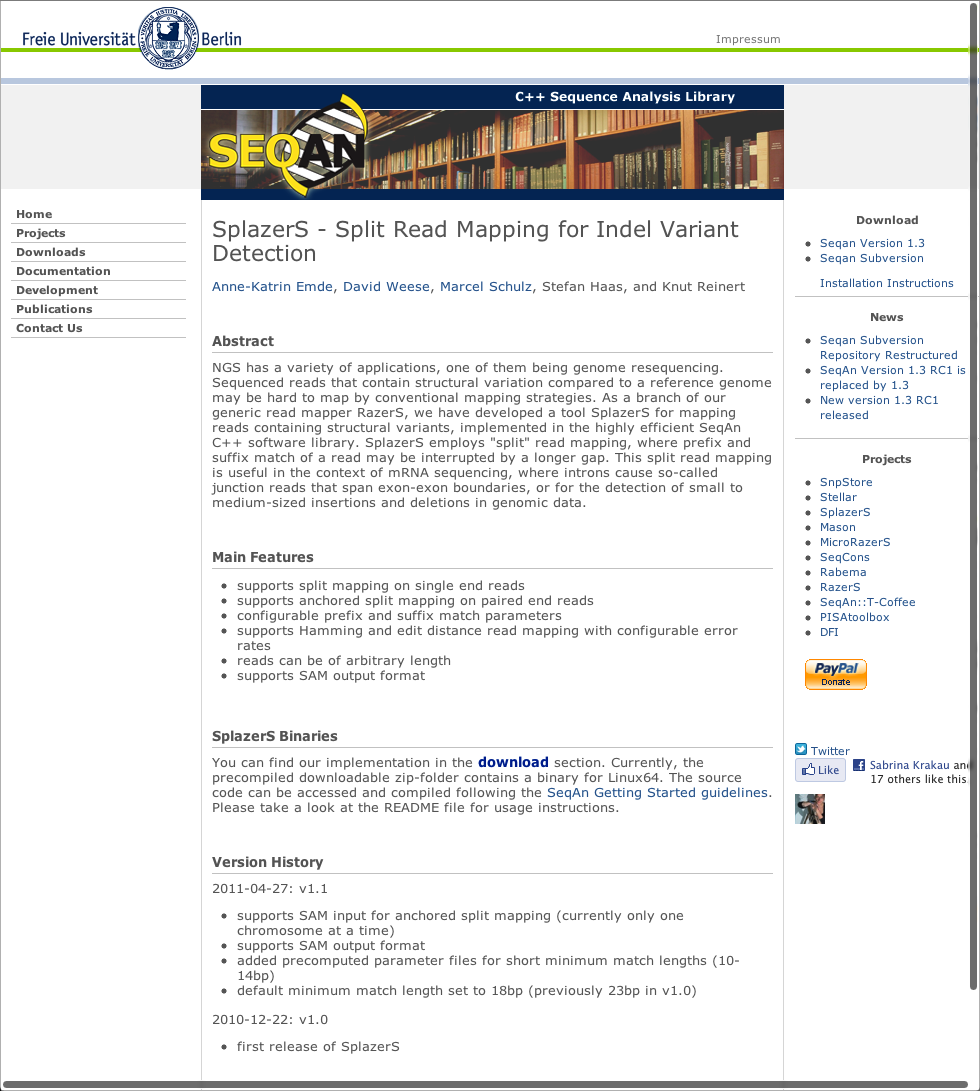 Freie Universität Berlin
Impressum
C++ Sequence Analysis Library
SEQAN
Home
Projects
Downloads
Documentation
Development
Publications
Contact Us
SplazerS - Split Read Mapping for Indel Variant
Detection
Anne-Katrin Emde, David Weese, Marcel Schulz, Stefan Haas, and Knut Reinert
Abstract
NGS has a variety of applications, one of them being genome resequencing.
Sequenced reads that contain structural variation compared to a reference genome
may be hard to map by conventional mapping strategies. As a branch of our
generic read mapper RazerS, we have developed a tool SplazerS for mapping
reads containing structural variants, implemented in the highly efficient SeqAn
C++ software library. SplazerS employs "split" read mapping, where prefix and
suffix match of a read may be interrupted by a longer gap. This split read mapping
is useful in the context of mRNA sequencing, where introns cause so-called
junction reads that span exon-exon boundaries, or for the detection of small to
medium-sized insertions and deletions in genomic data.
Main Features
supports split mapping on single end reads
supports anchored split mapping on paired end reads
configurable prefix and suffix match parameters
supports Hamming and edit distance read mapping with configurable error
rates
reads can be of arbitrary length
supports SAM output format
SplazerS Binaries
You can find our implementation in the download section. Currently, the
precompiled downloadable zip-folder contains a binary for Linux64. The source
code can be accessed and compiled following the SeqAn Getting Started guidelines.
Please take a look at the README file for usage instructions.
Version History
2011-04-27: v1.1
supports SAM input for anchored split mapping (currently only one
chromosome at a time)
supports SAM output format
added precomputed parameter files for short minimum match lengths (10-
14bp)
default minimum match length set to 18bp (previously 23bp in v1.0)
2010-12-22: v1.0
first release of SplazerS
Download
Seqan Version 1.3
Seqan Subversion
Installation Instructions
News
Seqan Subversion
Repository Restructured
SeqAn Version 1.3 RC1 is
replaced by 1.3
New version 1.3 RC1
released
Projects
SnpStore
Stellar
SplazerS
Mason
MicroRazerS
SeqCons
Rabema
RazerS
SeqAn::T-Coffee
PISAtoolbox
DFI
PayPal
Donate
Twitter
Like
Sabrina Krakau and
17 others like this.